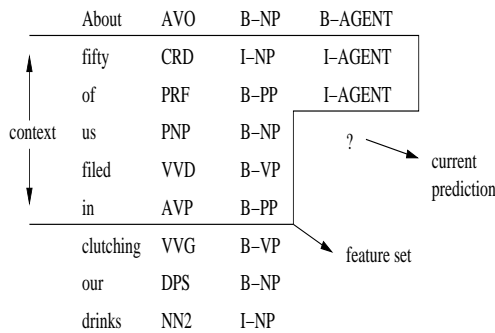 About AVO B–NP B–AGENT
fifty CRD I–NP I–AGENT
of PRF B–PP I–AGENT
context us PNP B–NP ?
filed VVD B–VP current
prediction
in AVP B–PP
clutching VVG B–VP feature set
our DPS B–NP
drinks NN2 I–NP